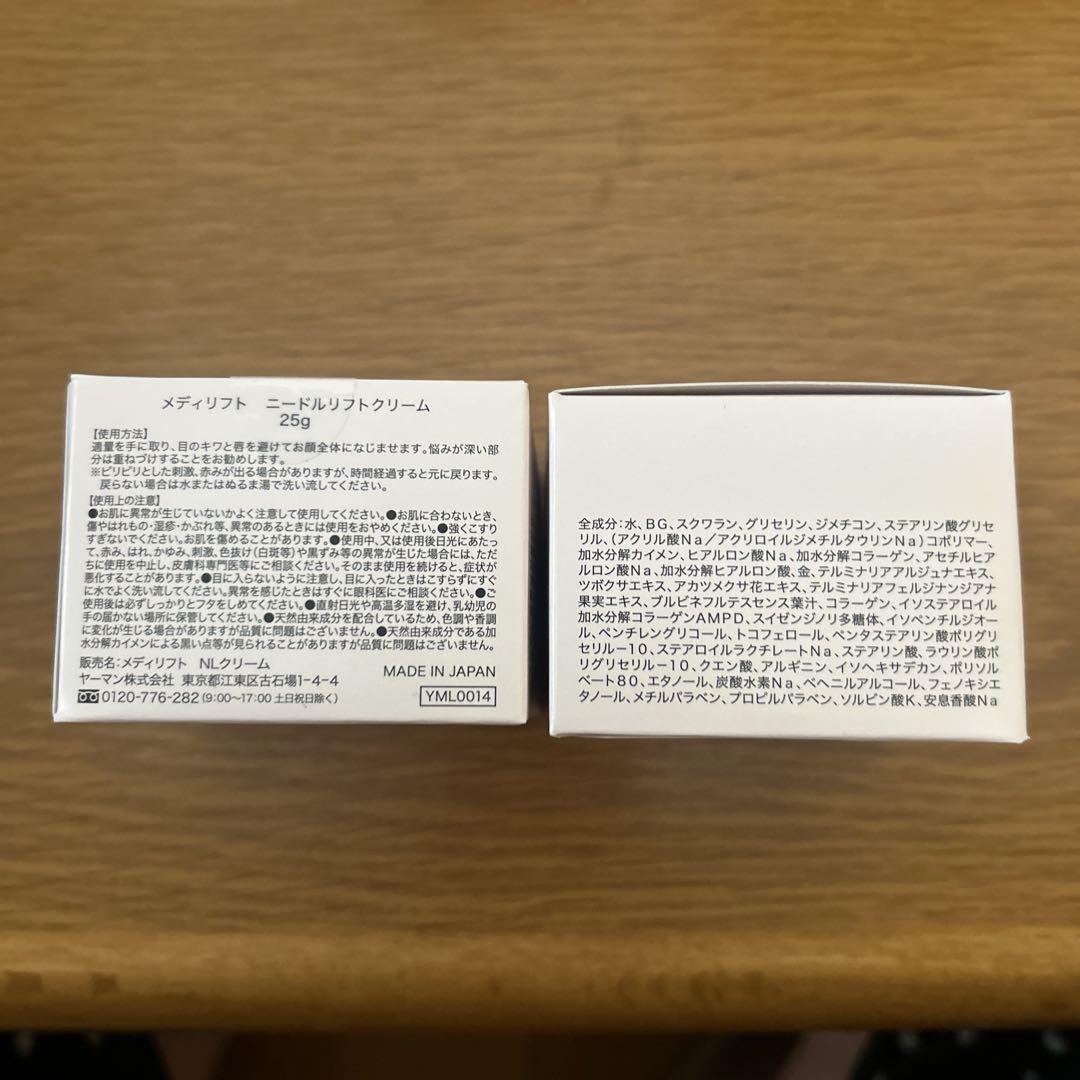 メディリフト　ニードルリフトクリーム
25g
【使用方法】
適量を手に取り、目のキワと唇を避けてお顔全体になじませます。悩みが深い部
分は重ねづけすることをお勧めします。
※ピリピリとした刺激、赤みが出る場合がありますが、時間経過すると元に戻ります。
戻らない場合は水またはぬるま湯で洗い流してください。
【使用上の注意】
●お肌に異常が生じていないかよく注意して使用してください。●お肌に合わないとき、
傷やはれもの・湿疹・かぶれ等、異常のあるときには使用をおやめください。●強くこすり
すぎないでください。お肌を傷めることがあります。●使用中、又は使用後日光にあたっ
て、赤み、はれ、かゆみ、刺激、色抜け(白斑等)や黒ずみ等の異常が生じた場合には、ただ
ちに使用を中止し、皮膚科専門医等にご相談ください。そのまま使用を続けると、症状が
悪化することがあります。●目に入らないように注意し、目に入ったときはこすらずにすぐ
に水でよく洗い流してください。異常を感じたときはすぐに眼科医にご相談ください。●ご
使用後は必ずしっかりとフタをしめてください。●直射日光や高温多湿を避け、乳幼児の
手の届かない場所に保管してください。●天然由来成分を配合しているため、色調や香調
に変化が生じる場合がありますが品質に問題はございません。●天然由来成分である加
水分解カイメンによる黒い点等が見られることがありますが品質に問題はございません。
販売名:メディリフト　NLクリーム
ヤーマン株式会社 東京都江東区古石場1-4-4
0120-776-282(9:00〜17:00 土日祝日除く)
MADE IN JAPAN
YML0014
全成分:水、BG、スクワラン、グリセリン、ジメチコン、ステアリン酸グリセ
リル、(アクリル酸Na／アクリロイルジメチルタウリンNa)コポリマー、
加水分解カイメン、ヒアルロン酸Na、加水分解コラーゲン、アセチルヒア
ルロン酸Na、加水分解ヒアルロン酸、金、テルミナリアアルジュナエキス、
ツボクサエキス、アカツメクサ花エキス、テルミナリアフェルジナンジアナ
果実エキス、ブルビネフルテスセンス葉汁、コラーゲン、イソステアロイル
加水分解コラーゲンAMPD、スイゼンジノリ多糖体、イソペンチルジオー
ル、ペンチレングリコール、トコフェロール、ペンタステアリン酸ポリグリ
セリル-10、ステアロイルラクチレートNa、ステアリン酸、ラウリン酸ポ
リグリセリル-10、クエン酸、アルギニン、イソヘキサデカン、ポリソル
ベート80、エタノール、炭酸水素Na、ベヘニルアルコール、フェノキシエ
タノール、メチルパラベン、プロピルパラベン、ソルビン酸K、安息香酸Na